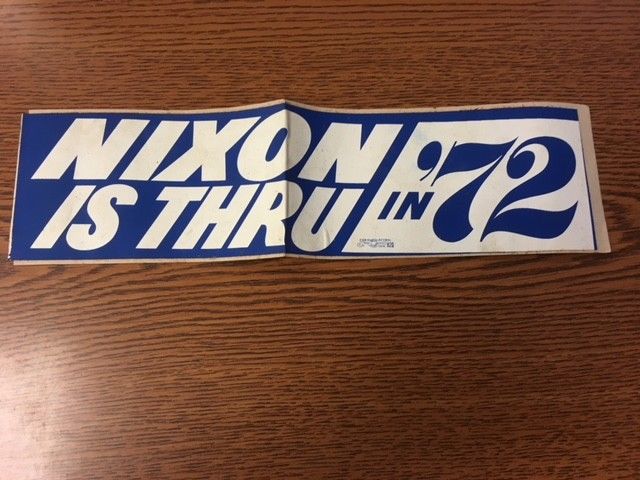 NIXON
IS THRU
IN '72